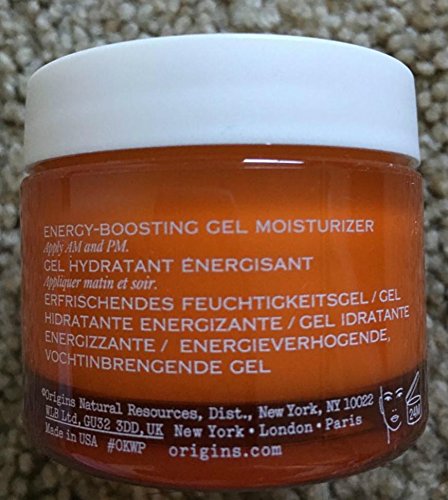 ENERGY-BOOSTING GEL MOISTURIZER
Apply AM and PM.
GEL HYDRATANT ÉNERGISANT
Appliquer matin et soir.
ERFRISCHENDES FEUCHTIGKEITSGEL / GEL
HIDRATANTE ENERGIZANTE / GEL IDRATANTE
ENERGIZZANTE / ENERGIEVERHOGENDE,
VOCHTINBRENGENDE GEL
©Origins Natural Resources, Dist., New York, NY 10022
WLB Ltd, GU32 3DD, UK New York · London · Paris
Made in USA #OKWP origins.com
24M